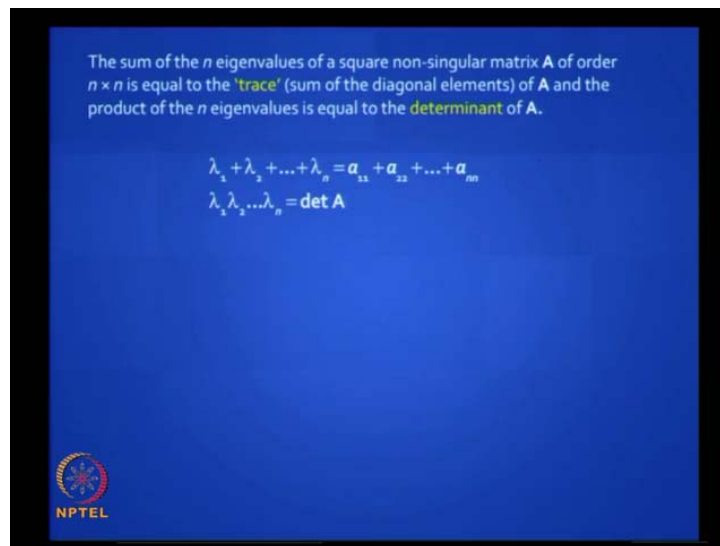 The sum of the n eigenvalues of a square non-singular matrix A of order
n × n is equal to the 'trace' (sum of the diagonal elements) of A and the
product of the n eigenvalues is equal to the determinant of A.
λ₁ + λ₂ + ... + λₙ = a₁₁ + a₂₂ + ... + aₙₙ
λ₁λ₂...λₙ = det A
NPTEL